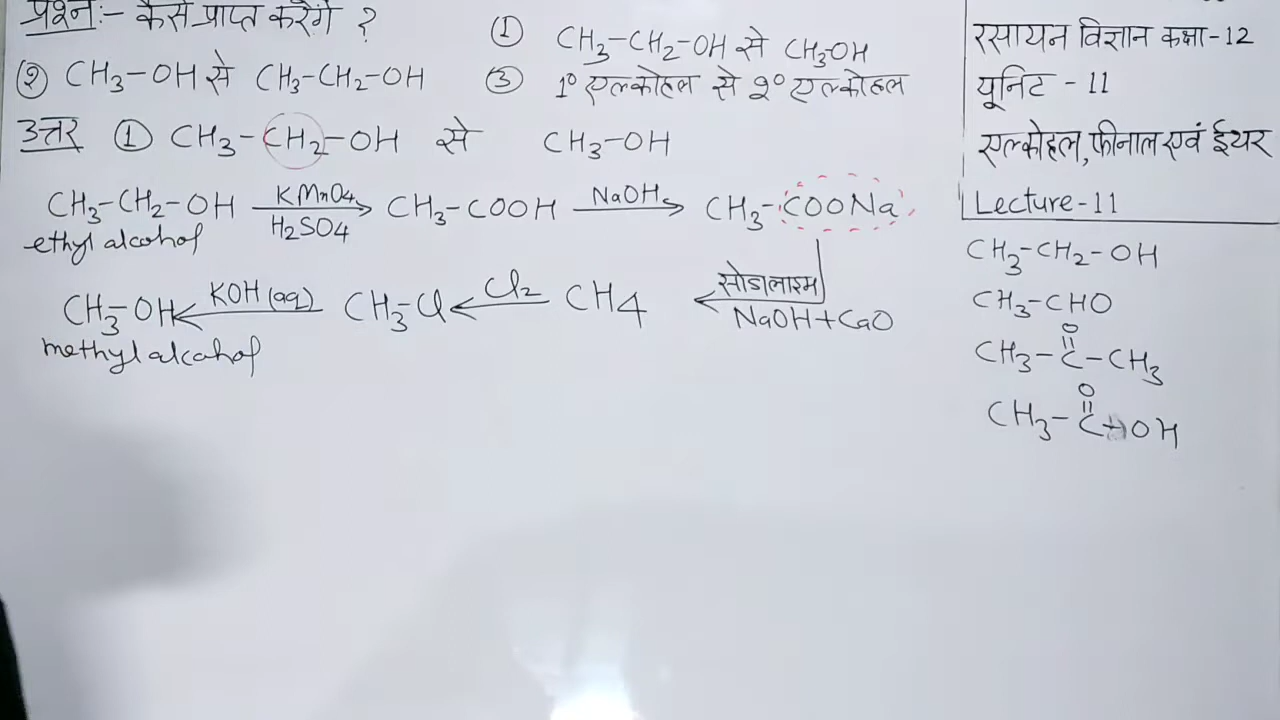 प्रश्नः- कैसे प्राप्त करेंगे ?
① CH3-CH2-OH से CH3OH
② CH3-OH से CH3-CH2-OH
③ 1° एल्कोहल से 2° एल्कोहल
उत्तर ① CH3-CH2-OH से CH3-OH
CH3-CH2-OH KMnO4 H2SO4 → CH3-COOH NaOH → CH3-COONa
ethyl alcohol
सोडालाइम
NaOH+CaO
CH3-OH ← KOH(aq) CH3-Cl ← Cl2 CH4 ←
methyl alcohol
रसायन विज्ञान कक्षा-12
यूनिट - 11
एल्कोहल, फीनाल एवं ईथर
Lecture-11
CH3-CH2-OH
CH3-CHO
O
||
CH3-C-CH3
O
||
CH3-C-OH